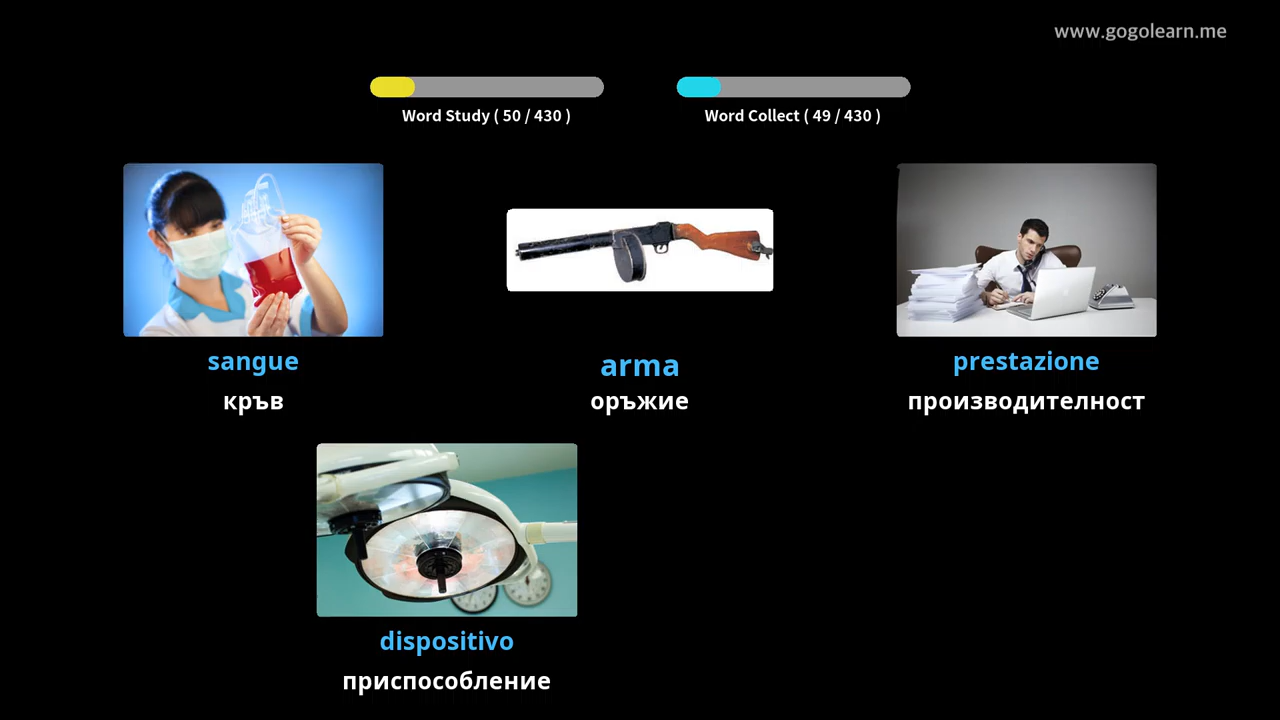 www.gogolearn.me
Word Study ( 50 / 430 )
Word Collect ( 49 / 430 )
sangue
кръв
arma
оръжие
prestazione
производителност
dispositivo
приспособление